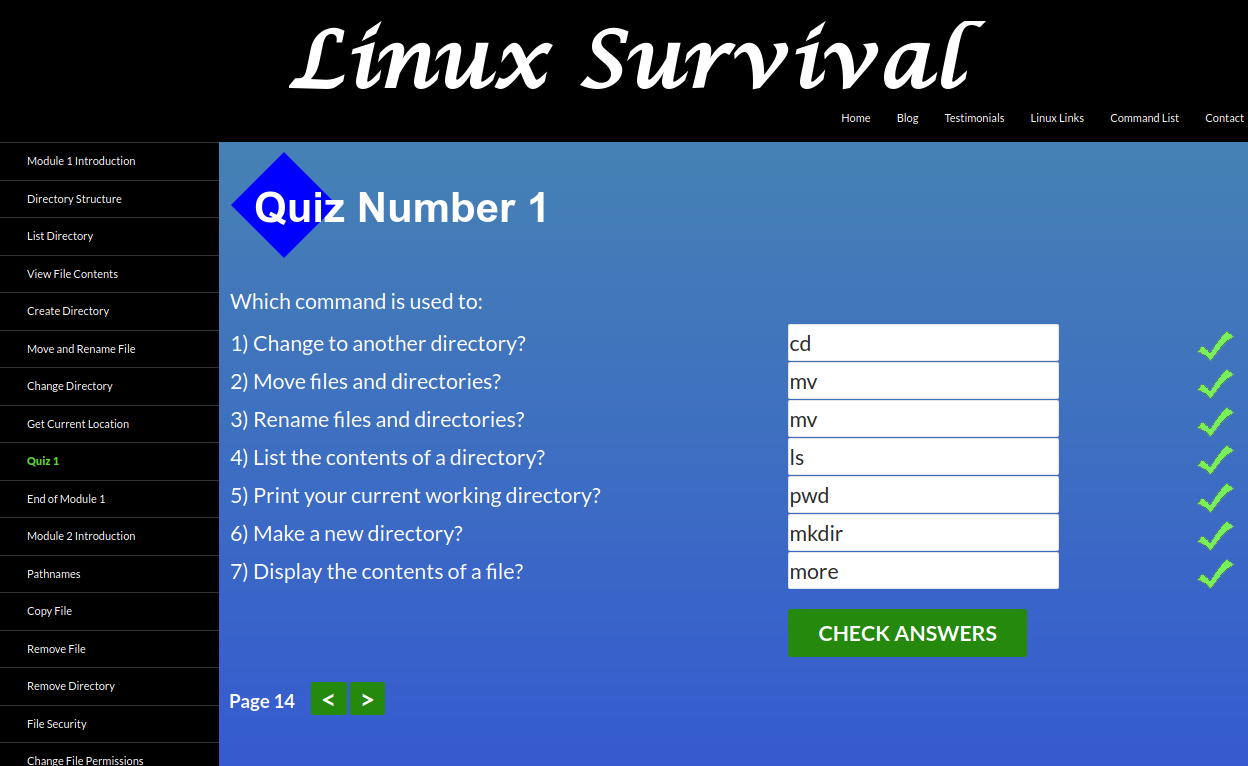 Linux Survival
Home Blog Testimonials Linux Links Command List Contact
Module 1 Introduction
Directory Structure
List Directory
View File Contents
Create Directory
Move and Rename File
Change Directory
Get Current Location
Quiz 1
End of Module 1
Module 2 Introduction
Pathnames
Copy File
Remove File
Remove Directory
File Security
Change File Permissions
Quiz Number 1
Which command is used to:
1) Change to another directory? cd
2) Move files and directories? mv
3) Rename files and directories? mv
4) List the contents of a directory? ls
5) Print your current working directory? pwd
6) Make a new directory? mkdir
7) Display the contents of a file? more
CHECK ANSWERS
Page 14 < >